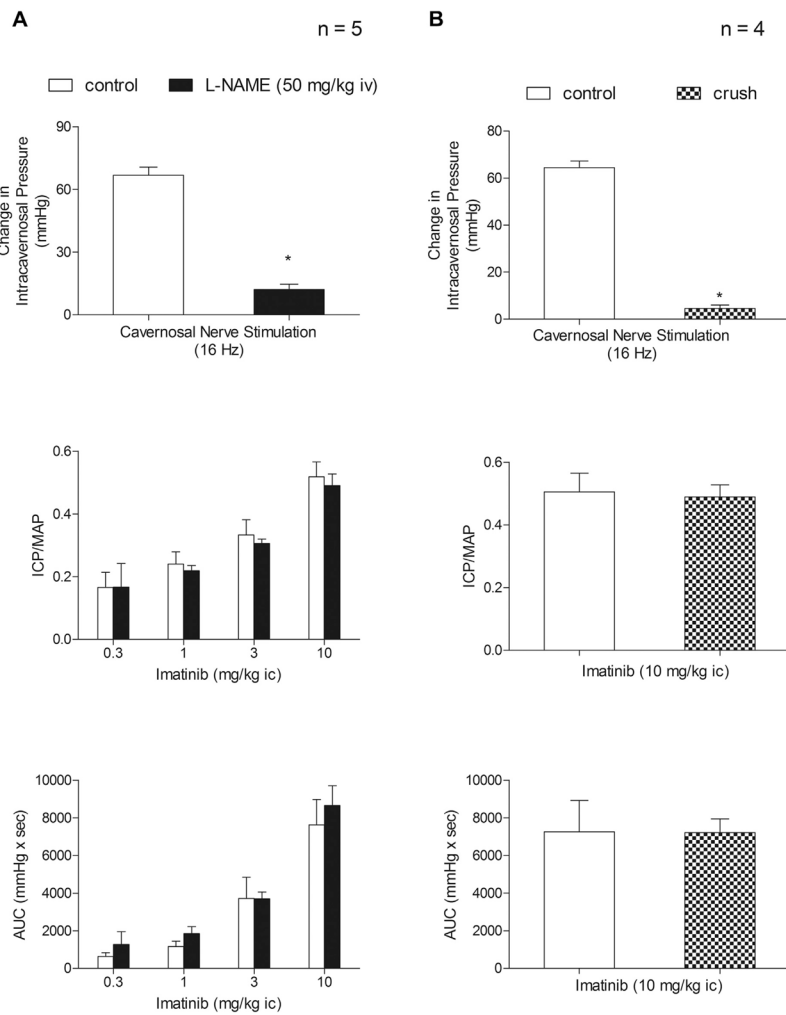 A
n = 5
control
L-NAME (50 mg/kg iv)
Change in
Intracavernosal Pressure
(mmHg)
90
60
30
0
*
Cavernosal Nerve Stimulation
(16 Hz)
ICP/MAP
0.6
0.4
0.2
0.0
0.3
1
3
10
Imatinib (mg/kg ic)
AUC (mmHg x sec)
10000
8000
6000
4000
2000
0
0.3
1
3
10
Imatinib (mg/kg ic)
B
n = 4
control
crush
Change in
Intracavernosal Pressure
(mmHg)
80
60
40
20
0
*
Cavernosal Nerve Stimulation
(16 Hz)
ICP/MAP
0.6
0.4
0.2
0.0
Imatinib (10 mg/kg ic)
AUC (mmHg x sec)
10000
8000
6000
4000
2000
0
Imatinib (10 mg/kg ic)